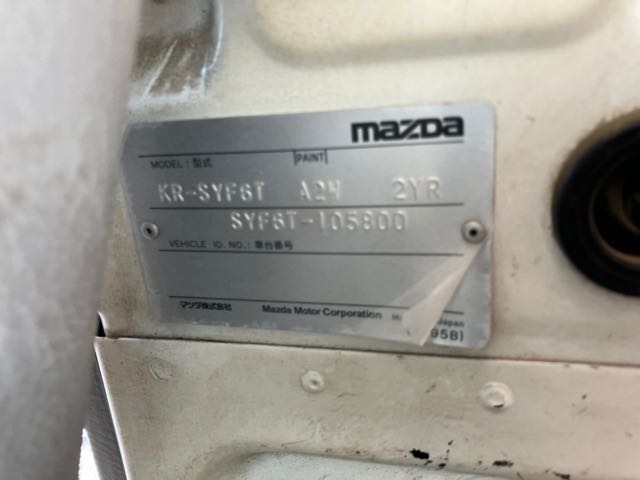 mazda
MODEL: 型式 PAINT
KR-SYF6T A2W 2YR
SYF6T-105800
VEHICLE ID. NO.: 車台番号
マツダ株式会社 Mazda Motor Corporation Japan
95B)